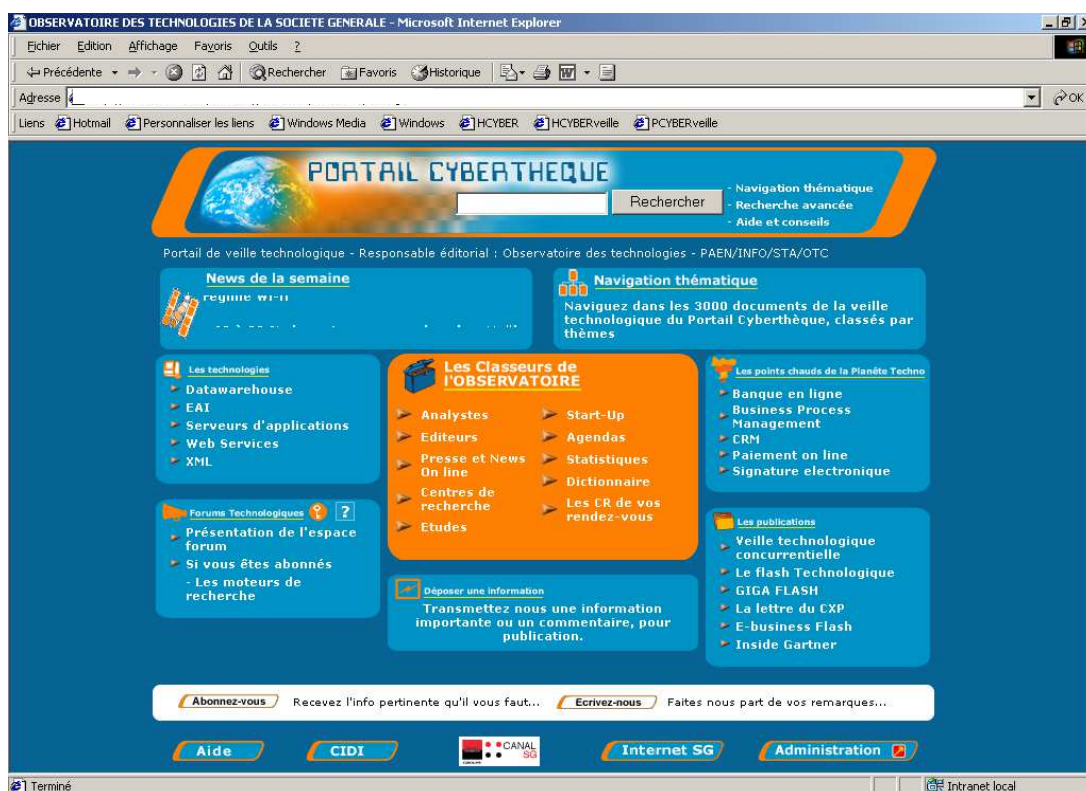 OBSERVATOIRE DES TECHNOLOGIES DE LA SOCIETE GENERALE - Microsoft Internet Explorer
Fichier Edition Affichage Favoris Outils ?
Précédente Rechercher Favoris Historique
Adresse OK
Liens Hotmail Personnaliser les liens Windows Media Windows HCYBER HCYBERveille PCYBERveille
PORTAIL CYBERTHEQUE
Rechercher
- Navigation thématique
- Recherche avancée
- Aide et conseils
Portail de veille technologique - Responsable éditorial : Observatoire des technologies - PAEN/INFO/STA/OTC
News de la semaine
régime Wi-fi
Navigation thématique
Naviguez dans les 3000 documents de la veille
technologique du Portail Cyberthèque, classés par
thèmes
Les technologies
Datawarehouse
EAI
Serveurs d'applications
Web Services
XML
Forums Technologiques ?
Présentation de l'espace
forum
Si vous êtes abonnés
- Les moteurs de
recherche
Les Classeurs de
l'OBSERVATOIRE
Analystes
Editeurs
Presse et News
On line
Centres de
recherche
Etudes
Start-Up
Agendas
Statistiques
Dictionnaire
Les CR de vos
rendez-vous
Déposer une information
Transmettez nous une information
importante ou un commentaire, pour
publication.
Les points chauds de la Planête Techno
Banque en ligne
Business Process
Management
CRM
Paiement on line
Signature electronique
Les publications
Veille technologique
concurrentielle
Le flash Technologique
GIGA FLASH
La lettre du CXP
E-business Flash
Inside Gartner
Abonnez-vous Recevez l'info pertinente qu'il vous faut... Ecrivez-nous Faites nous part de vos remarques...
Aide CIDI CANAL SG Internet SG Administration
Terminé Intranet local